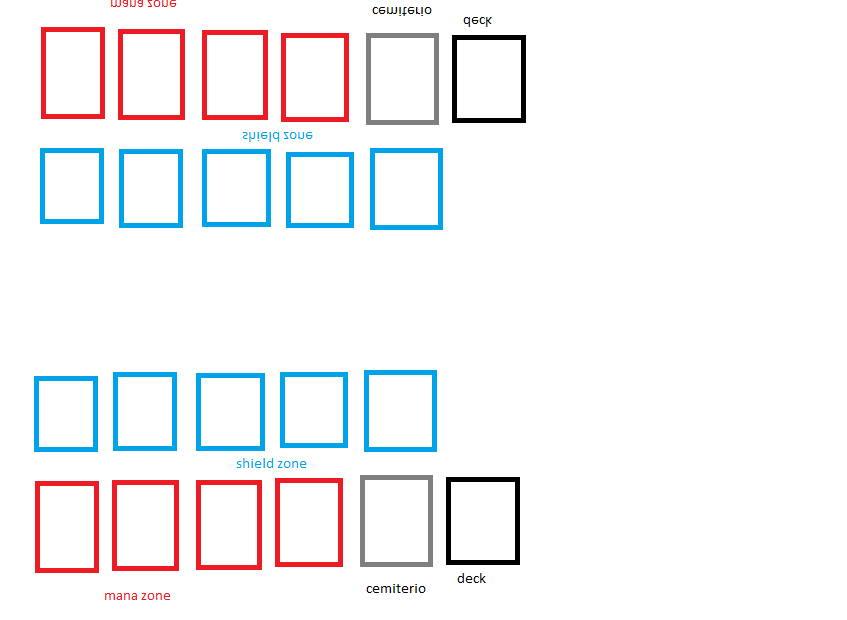 mana zone
cemiterio
deck
shield zone
shield zone
mana zone
cemiterio
deck